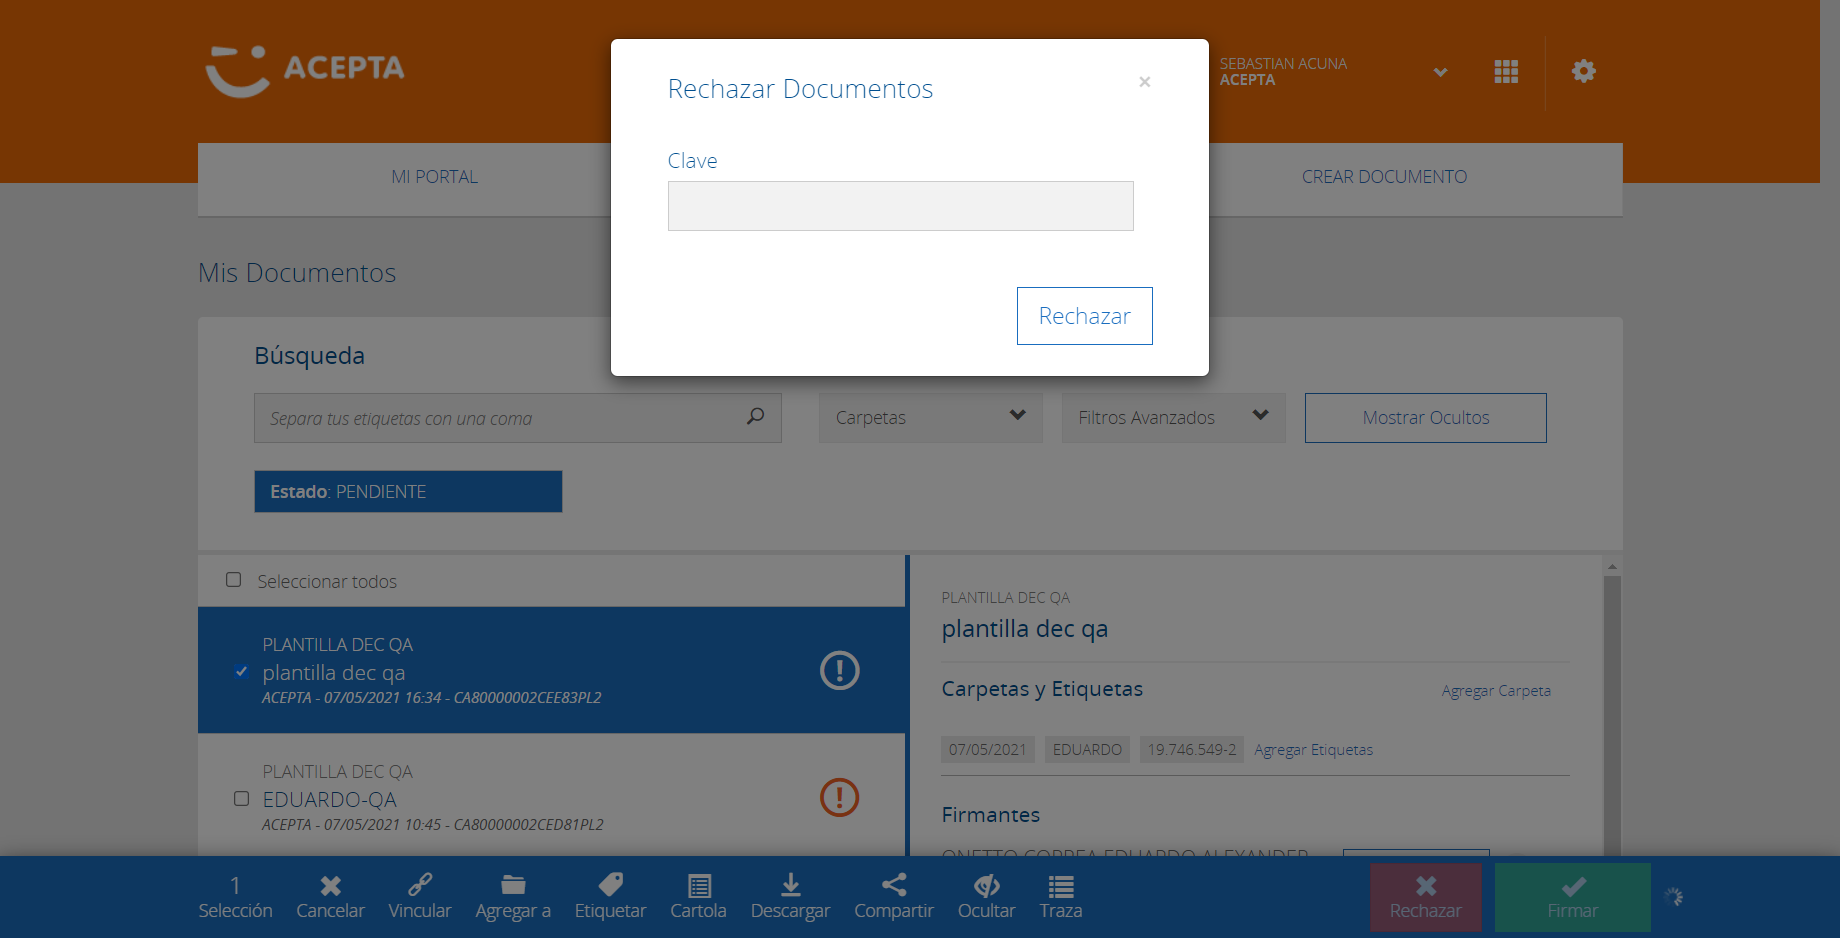 ACEPTA
SEBASTIAN ACUNA
ACEPTA
Rechazar Documentos
×
Clave
Rechazar
MI PORTAL
CREAR DOCUMENTO
Mis Documentos
Búsqueda
Separa tus etiquetas con una coma
Carpetas
Filtros Avanzados
Mostrar Ocultos
Estado: PENDIENTE
Seleccionar todos
PLANTILLA DEC QA
plantilla dec qa
ACEPTA - 07/05/2021 16:34 - CA80000002CEE83PL2
PLANTILLA DEC QA
EDUARDO-QA
ACEPTA - 07/05/2021 10:45 - CA80000002CED81PL2
PLANTILLA DEC QA
plantilla dec qa
Carpetas y Etiquetas
Agregar Carpeta
07/05/2021 EDUARDO 19.746.549-2 Agregar Etiquetas
Firmantes
ONETTO CORREA EDUARDO ALEXANDER
1
Selección
Cancelar
Vincular
Agregar a
Etiquetar
Cartola
Descargar
Compartir
Ocultar
Traza
Rechazar
Firmar